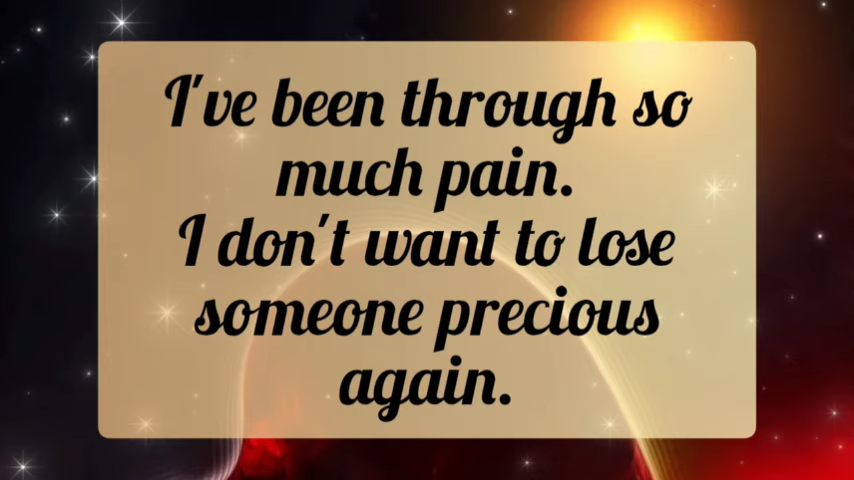 I've been through so
much pain.
I don't want to lose
someone precious
again.